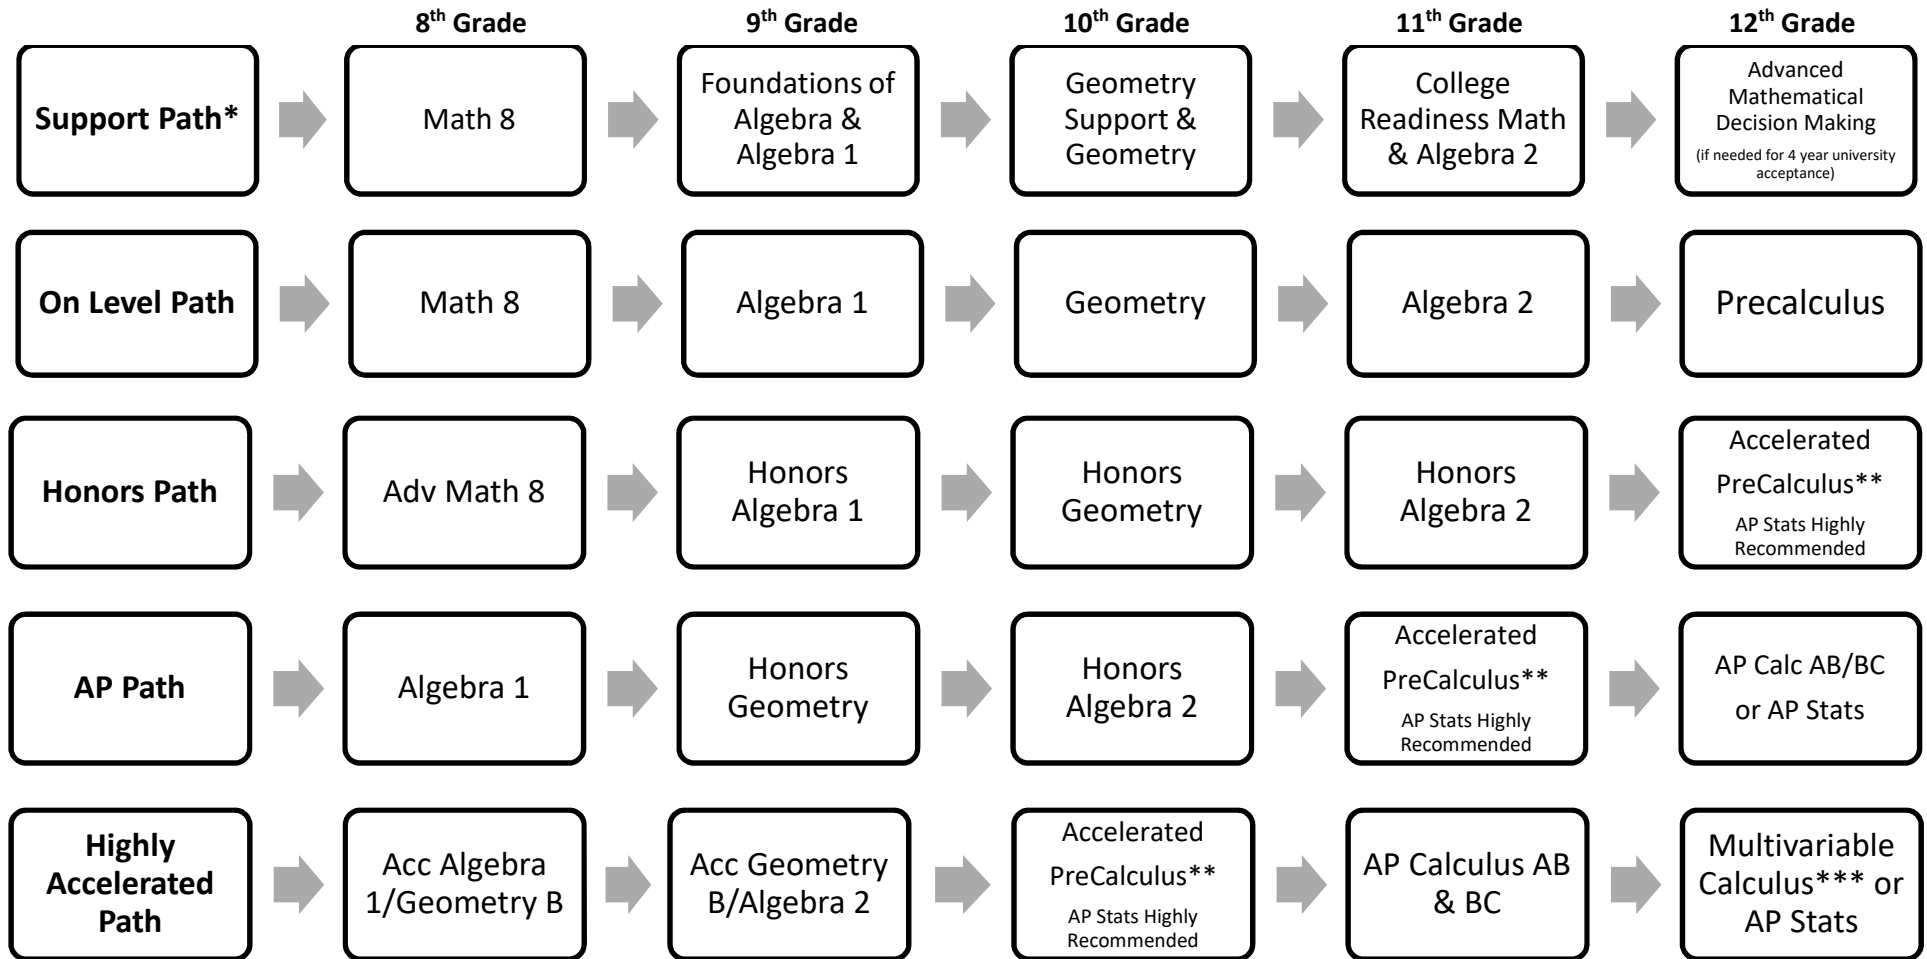 8th Grade
9th Grade
10th Grade
11th Grade
12th Grade
Support Path*
Math 8
Foundations of
Algebra &
Algebra 1
Geometry
Support &
Geometry
College
Readiness Math
& Algebra 2
Advanced
Mathematical
Decision Making
(if needed for 4 year university
acceptance)
On Level Path
Math 8
Algebra 1
Geometry
Algebra 2
Precalculus
Honors Path
Adv Math 8
Honors
Algebra 1
Honors
Geometry
Honors
Algebra 2
Accelerated
PreCalculus**
AP Stats Highly
Recommended
AP Path
Algebra 1
Honors
Geometry
Honors
Algebra 2
Accelerated
PreCalculus**
AP Stats Highly
Recommended
AP Calc AB/BC
or AP Stats
Highly
Accelerated
Path
Acc Algebra
1/Geometry B
Acc Geometry
B/Algebra 2
Accelerated
PreCalculus**
AP Stats Highly
Recommended
AP Calculus AB
& BC
Multivariable
Calculus*** or
AP Stats